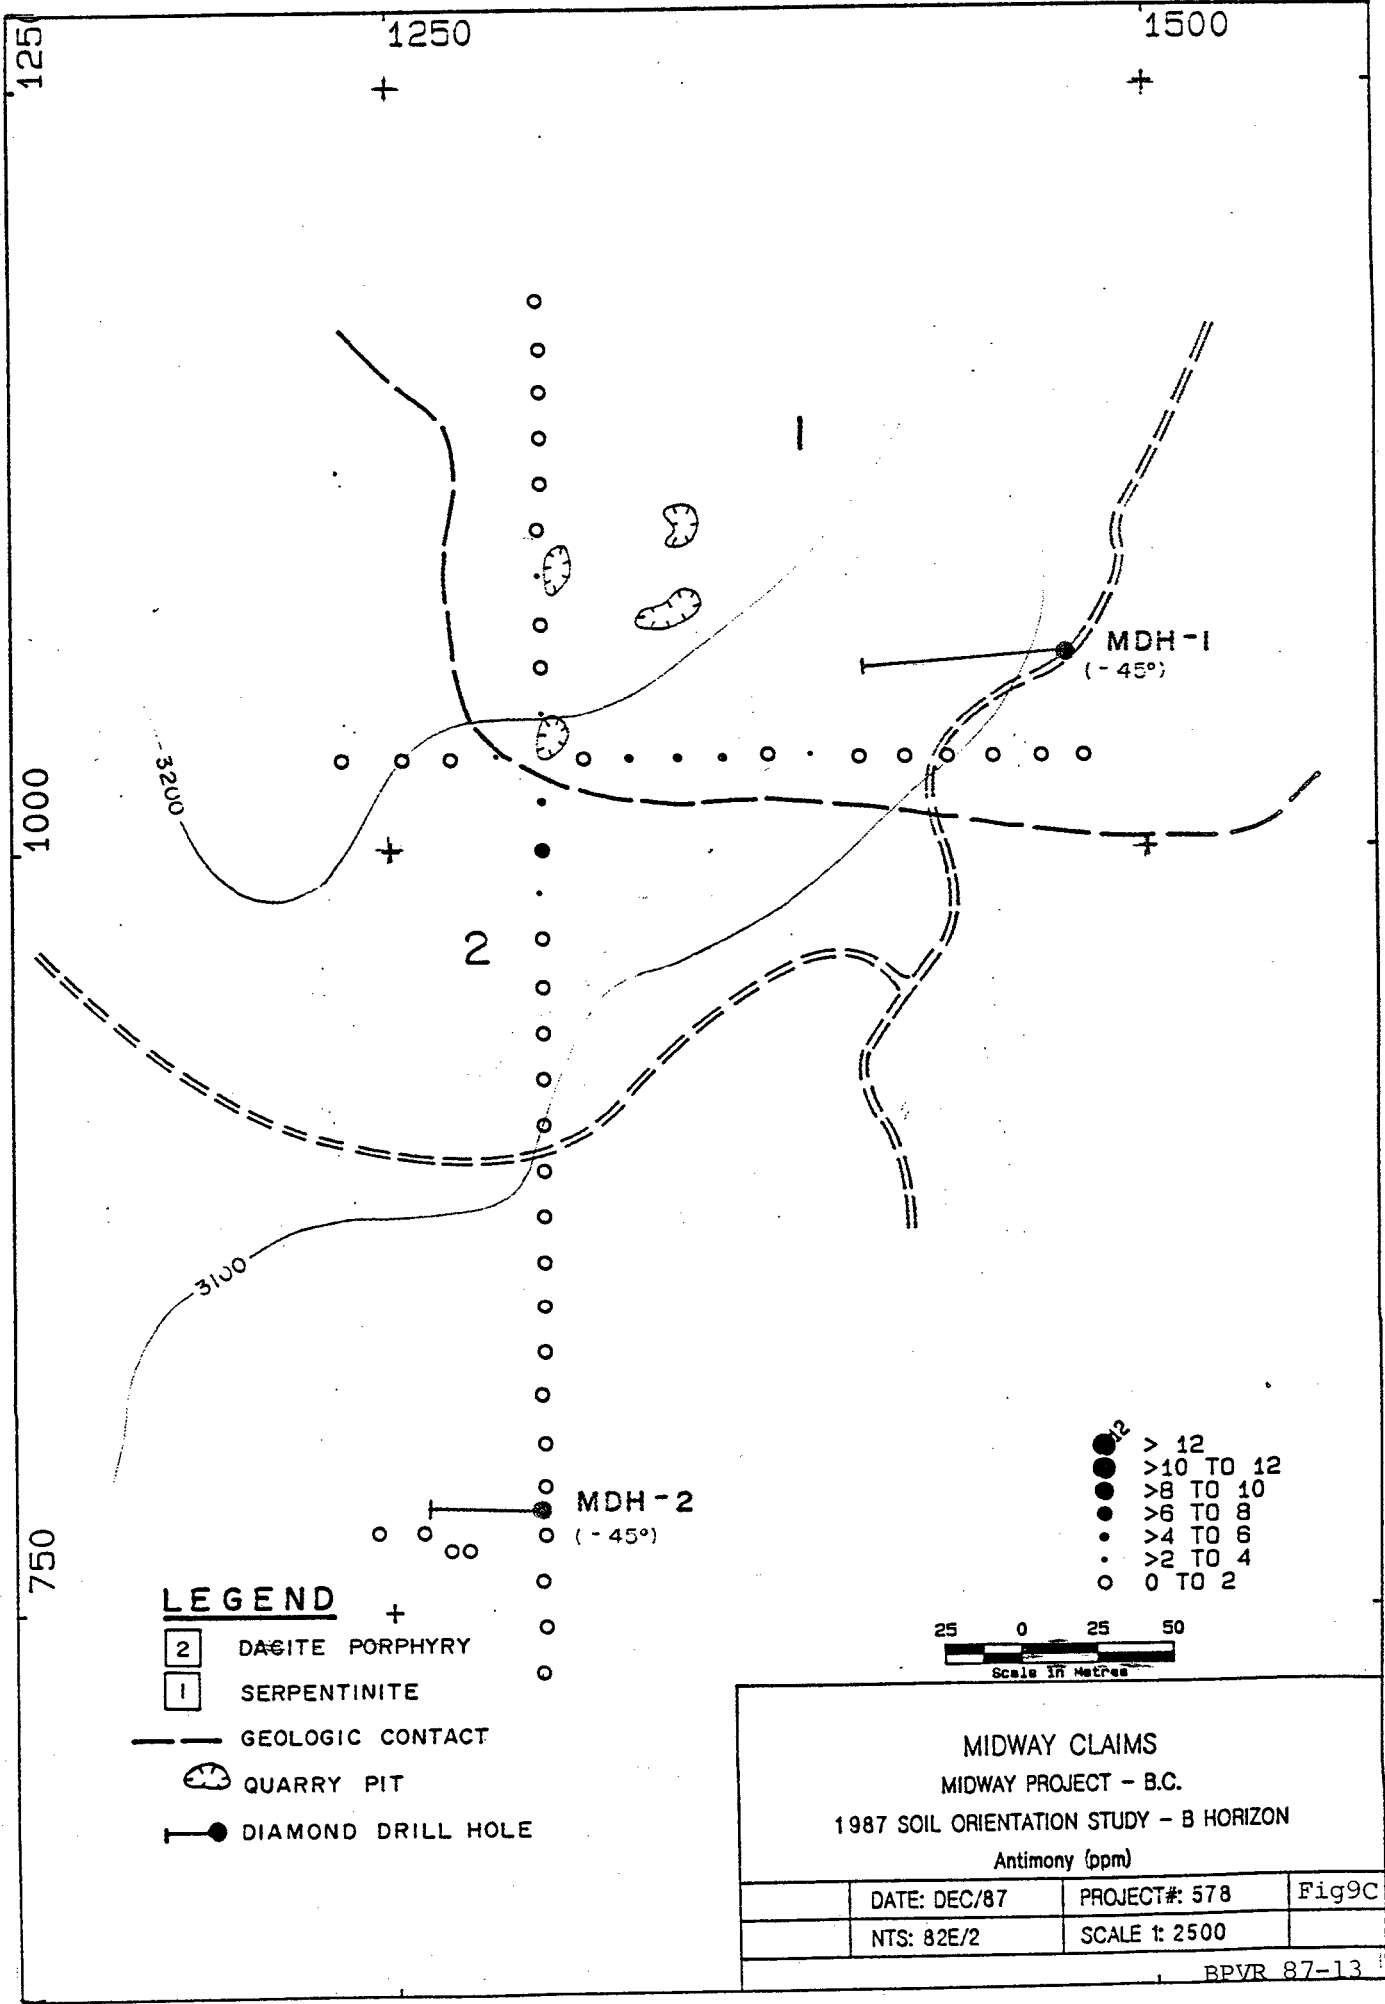 1250
1500
1250
1
MDH-1
(-45°)
3200
1000
2
3100
MDH-2
(-45°)
750
12
> 12
>10 TO 12
>8 TO 10
>6 TO 8
>4 TO 6
>2 TO 4
0 TO 2
25 0 25 50
Scale in Metres
LEGEND
2 DACITE PORPHYRY
1 SERPENTINITE
GEOLOGIC CONTACT
QUARRY PIT
DIAMOND DRILL HOLE
MIDWAY CLAIMS
MIDWAY PROJECT - B.C.
1987 SOIL ORIENTATION STUDY - B HORIZON
Antimony (ppm)
DATE: DEC/87 PROJECT#: 578 Fig9C
NTS: 82E/2 SCALE 1: 2500
BPVR 87-13